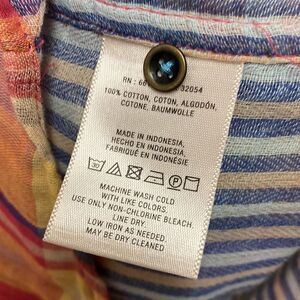 RN : 66 32054
100% COTTON, COTON, ALGODÓN,
COTONE, BAUMWOLLE
MADE IN INDONESIA,
HECHO EN INDONESIA,
FABRIQUÉ EN INDONÉSIE
30
P
MACHINE WASH COLD
WITH LIKE COLORS,
USE ONLY NON-CHLORINE BLEACH.
LINE DRY.
LOW IRON AS NEEDED.
MAY BE DRY CLEANED